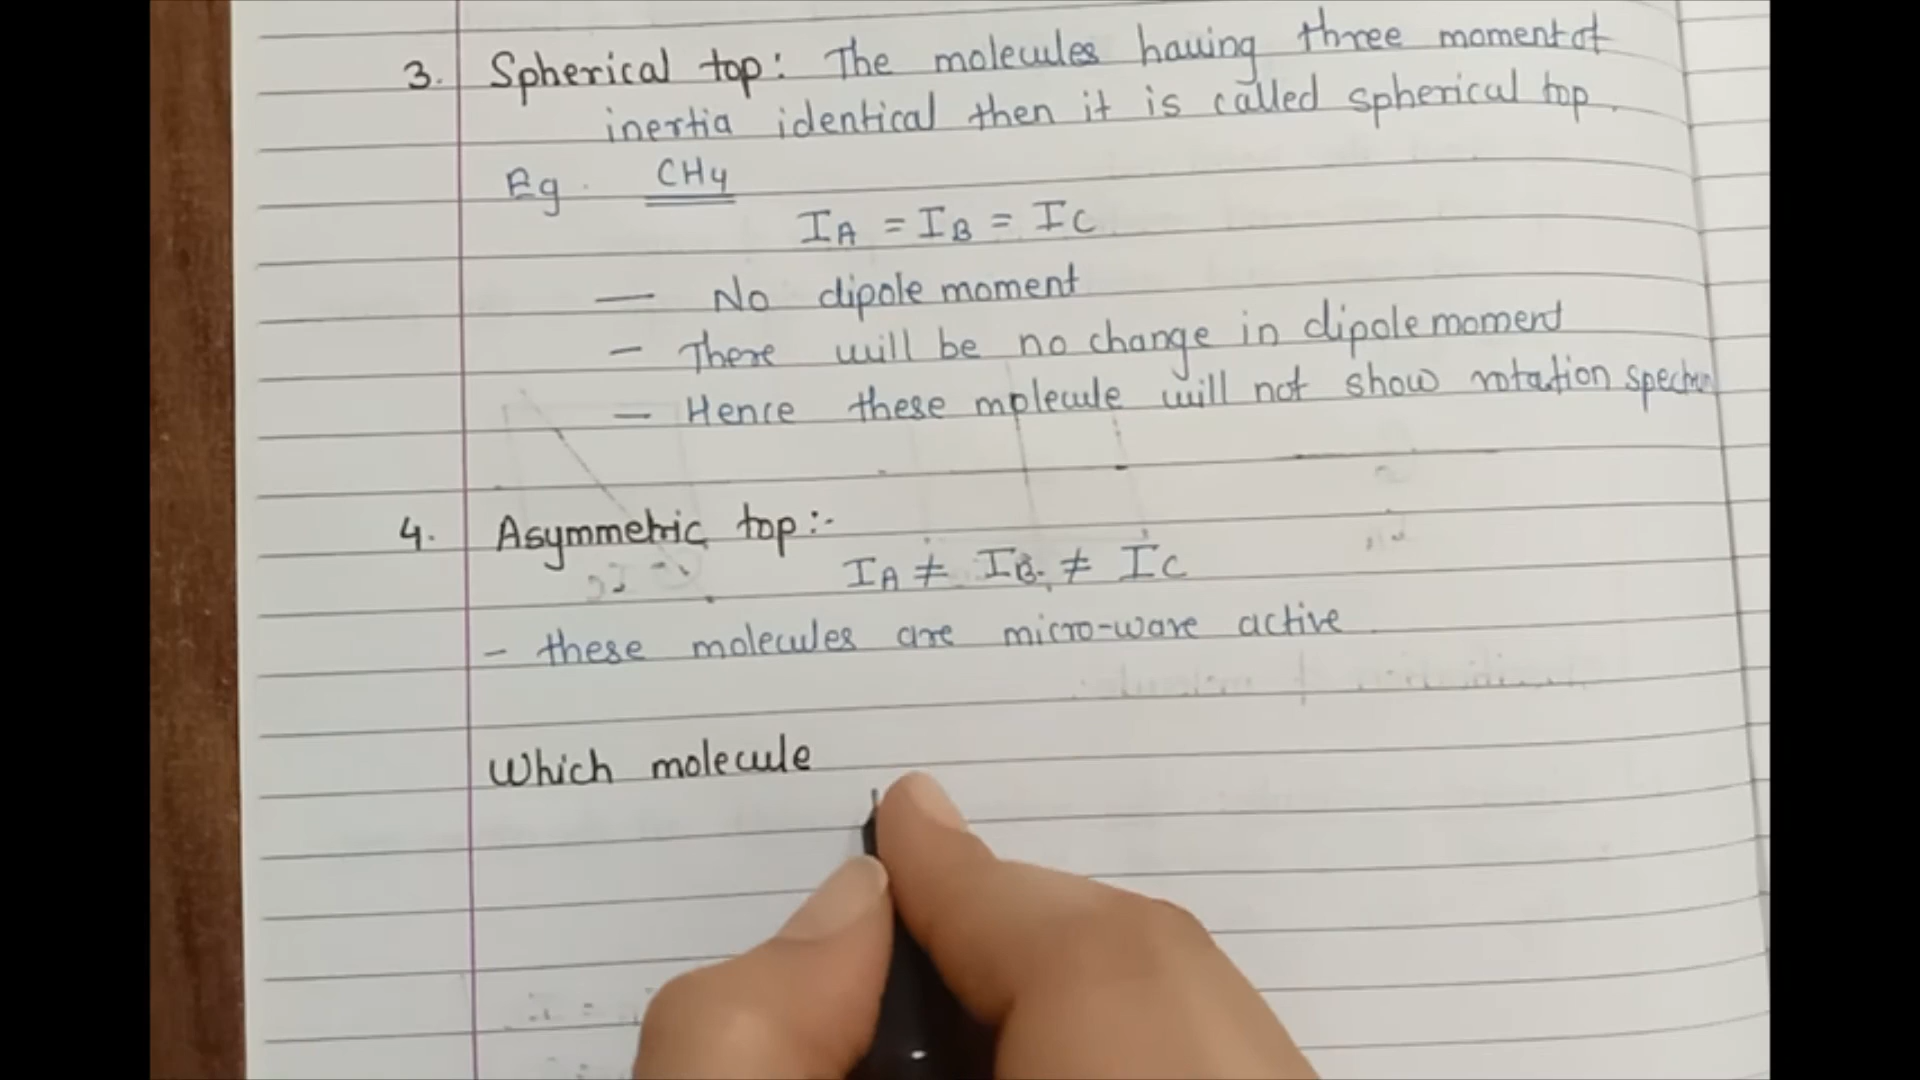 3. Spherical top: The molecules having three moment of
inertia identical then it is called spherical top.
Eg. CH4
IA = IB = IC
— No dipole moment
- There will be no change in dipole moment
- Hence these molecule will not show rotation
4. Asymmetric top:-
IA ≠ IB ≠ IC
- these molecules are micro-wave active
Which molecule